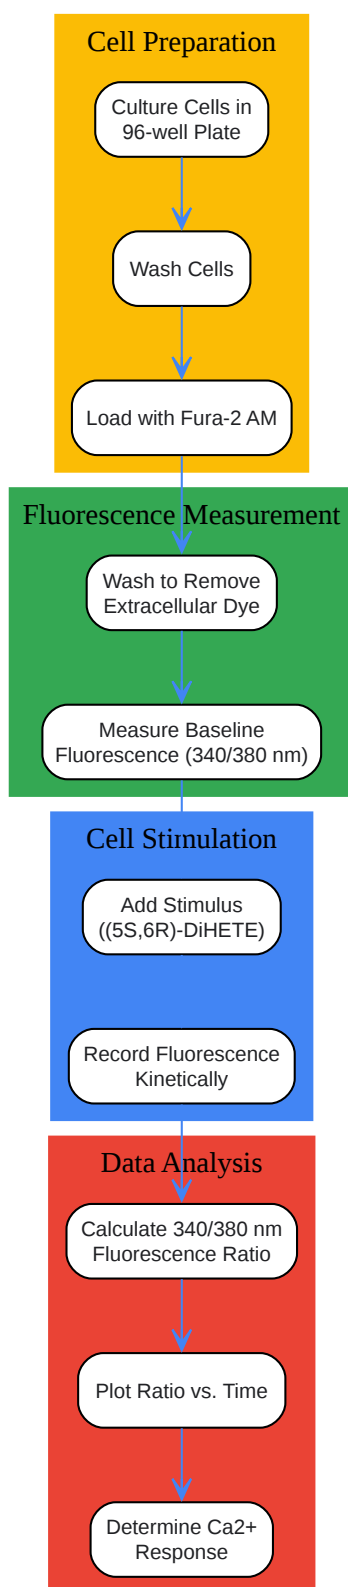 Cell Preparation
Culture Cells in
96-well Plate
Wash Cells
Load with Fura-2 AM
Fluorescence Measurement
Wash to Remove
Extracellular Dye
Measure Baseline
Fluorescence (340/380 nm)
Cell Stimulation
Add Stimulus
((5S,6R)-DiHETE)
Record Fluorescence
Kinetically
Data Analysis
Calculate 340/380 nm
Fluorescence Ratio
Plot Ratio vs. Time
Determine Ca2+
Response